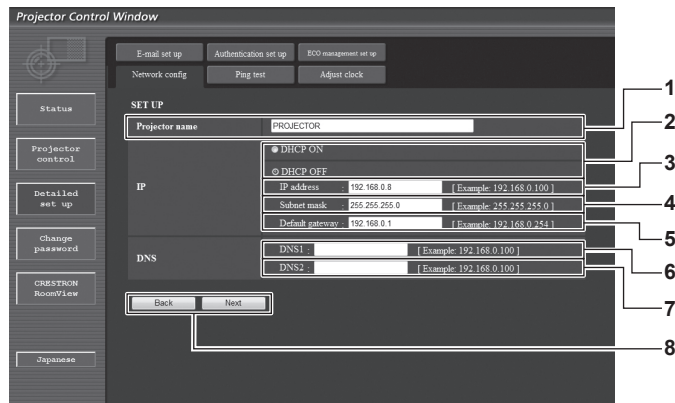 Projector Control Window
E-mail set up
Authentication set up
ECO management set up
Network config
Ping test
Adjust clock
Status
Projector
control
Detailed
set up
Change
password
CRESTRON
RoomView
Japanese
SET UP
Projector name PROJECTOR
IP
DHCP ON
DHCP OFF
IP address : 192.168.0.8 [ Example: 192.168.0.100 ]
Subnet mask : 255.255.255.0 [ Example: 255.255.255.0 ]
Default gateway : 192.168.0.1 [ Example: 192.168.0.254 ]
DNS
DNS1 : [ Example: 192.168.0.100 ]
DNS2 : [ Example: 192.168.0.100 ]
Back Next
1
2
3
4
5
6
7
8